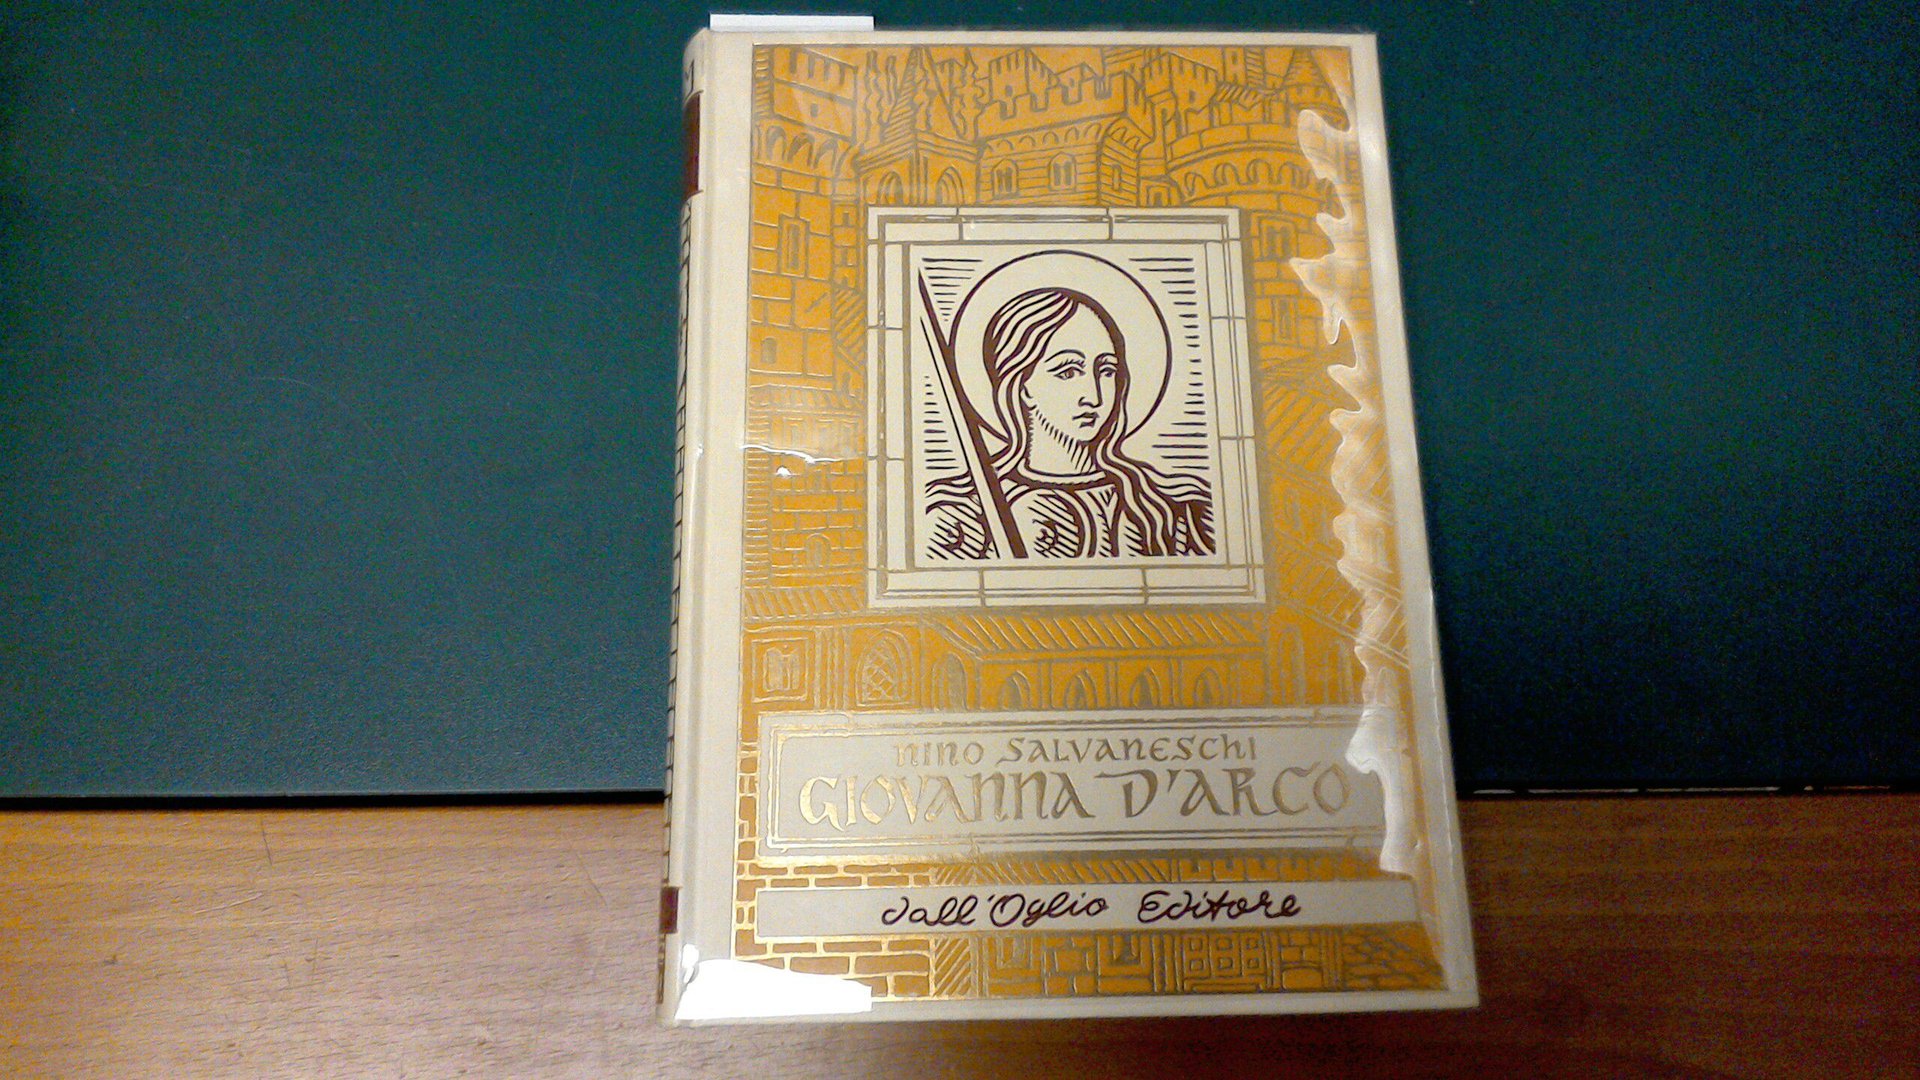 NINO SALVANESCHI
GIOVANNA D'ARCO
dall'Oglio Editore